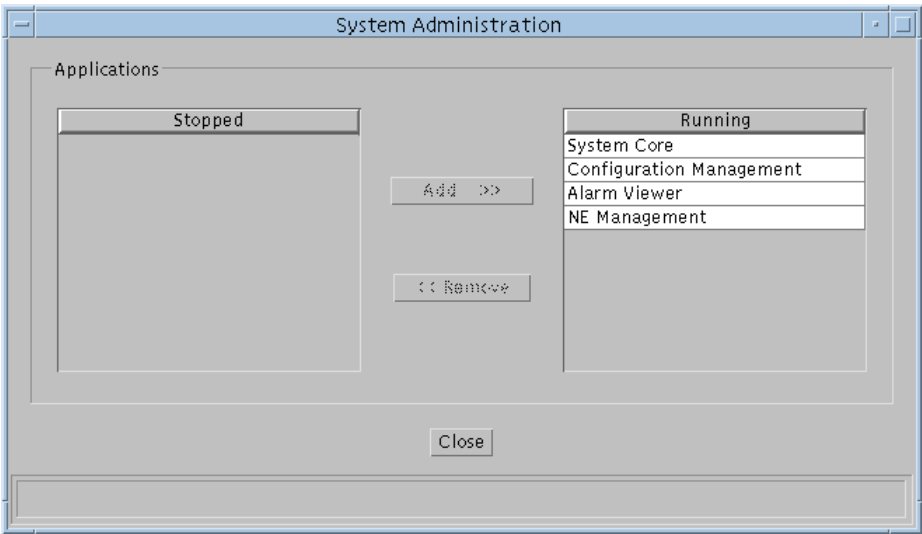 System Administration
Applications
Stopped
Running
System Core
Configuration Management
Alarm Viewer
NE Management
Add >>
<< Remove
Close